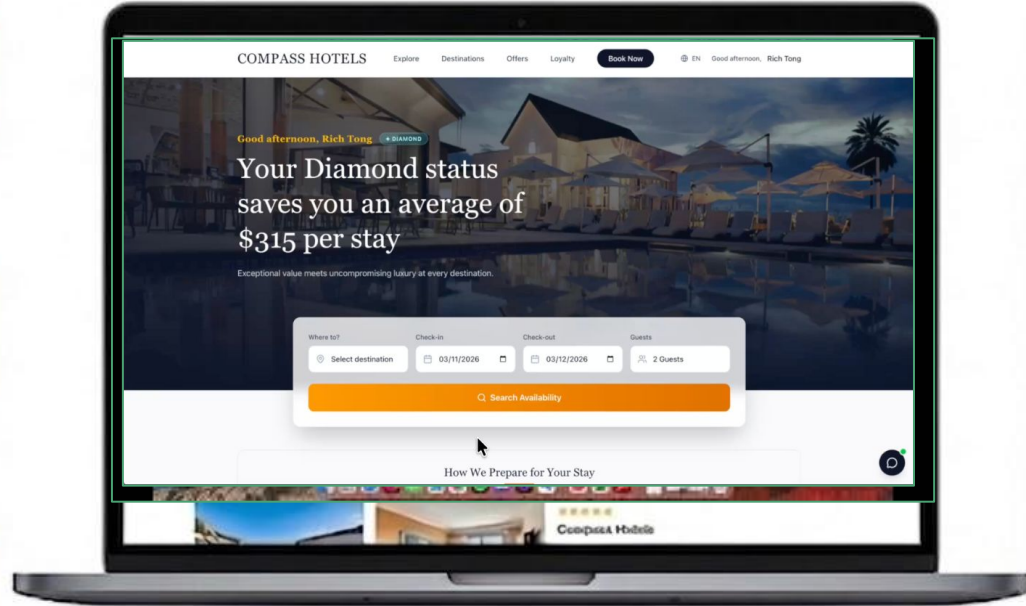 COMPASS HOTELS Explore Destinations Offers Loyalty Book Now EN Good afternoon, Rich Tong
Good afternoon, Rich Tong DIAMOND
Your Diamond status
saves you an average of
$315 per stay
Exceptional value meets uncompromising luxury at every destination.
Where to? Check-in Check-out Guests
Select destination 03/11/2026 03/12/2026 2 Guests
Search Availability
How We Prepare for Your Stay
Compass Hotels